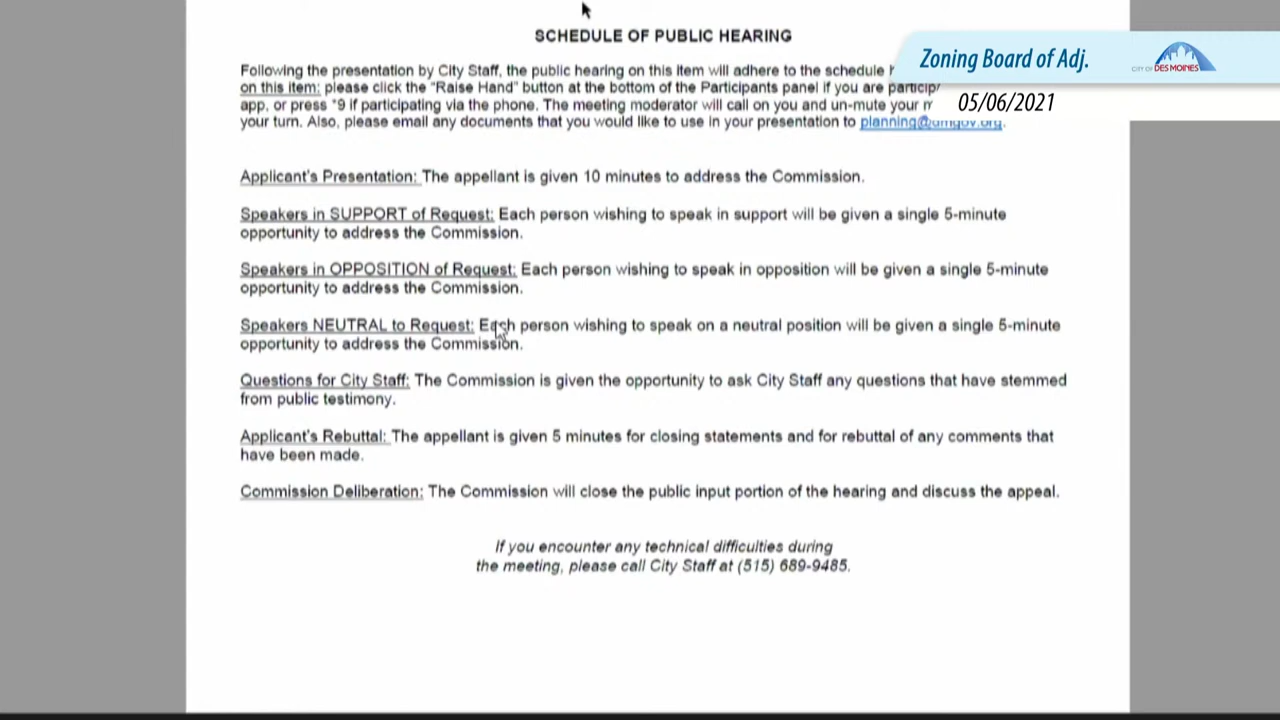 SCHEDULE OF PUBLIC HEARING
Zoning Board of Adj.
CITY OF DES MOINES
05/06/2021
Following the presentation by City Staff, the public hearing on this item will adhere to the schedule
on this item: please click the "Raise Hand" button at the bottom of the Participants panel if you are
app, or press *9 if participating via the phone. The meeting moderator will call on you and un-mute your
your turn. Also, please email any documents that you would like to use in your presentation to planning@dmgov.org.
Applicant's Presentation: The appellant is given 10 minutes to address the Commission.
Speakers in SUPPORT of Request: Each person wishing to speak in support will be given a single 5-minute
opportunity to address the Commission.
Speakers in OPPOSITION of Request: Each person wishing to speak in opposition will be given a single 5-minute
opportunity to address the Commission.
Speakers NEUTRAL to Request: Each person wishing to speak on a neutral position will be given a single 5-minute
opportunity to address the Commission.
Questions for City Staff: The Commission is given the opportunity to ask City Staff any questions that have stemmed
from public testimony.
Applicant's Rebuttal: The appellant is given 5 minutes for closing statements and for rebuttal of any comments that
have been made.
Commission Deliberation: The Commission will close the public input portion of the hearing and discuss the appeal.
If you encounter any technical difficulties during
the meeting, please call City Staff at (515) 689-9485.